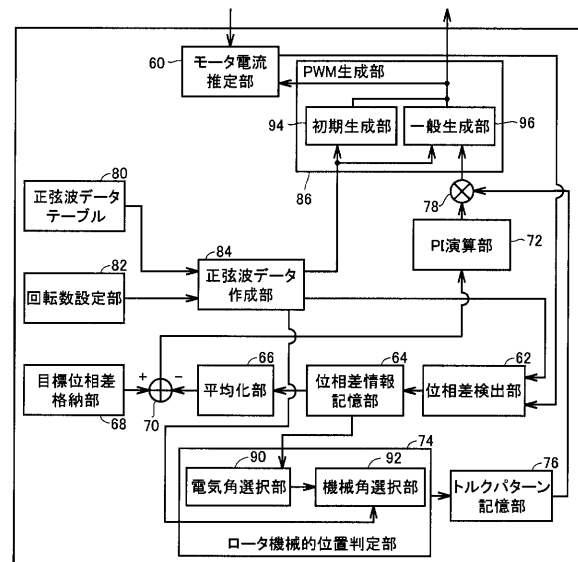 60
モータ電流
推定部
PWM生成部
94
初期生成部
一般生成部
96
86
78
80
正弦波データ
テーブル
84
正弦波データ
作成部
PI演算部
72
82
回転数設定部
目標位相差
格納部
68
+
−
70
66
平均化部
64
位相差情報
記憶部
62
位相差検出部
74
90
電気角選択部
92
機械角選択部
ロータ機械的位置判定部
76
トルクパターン
記憶部